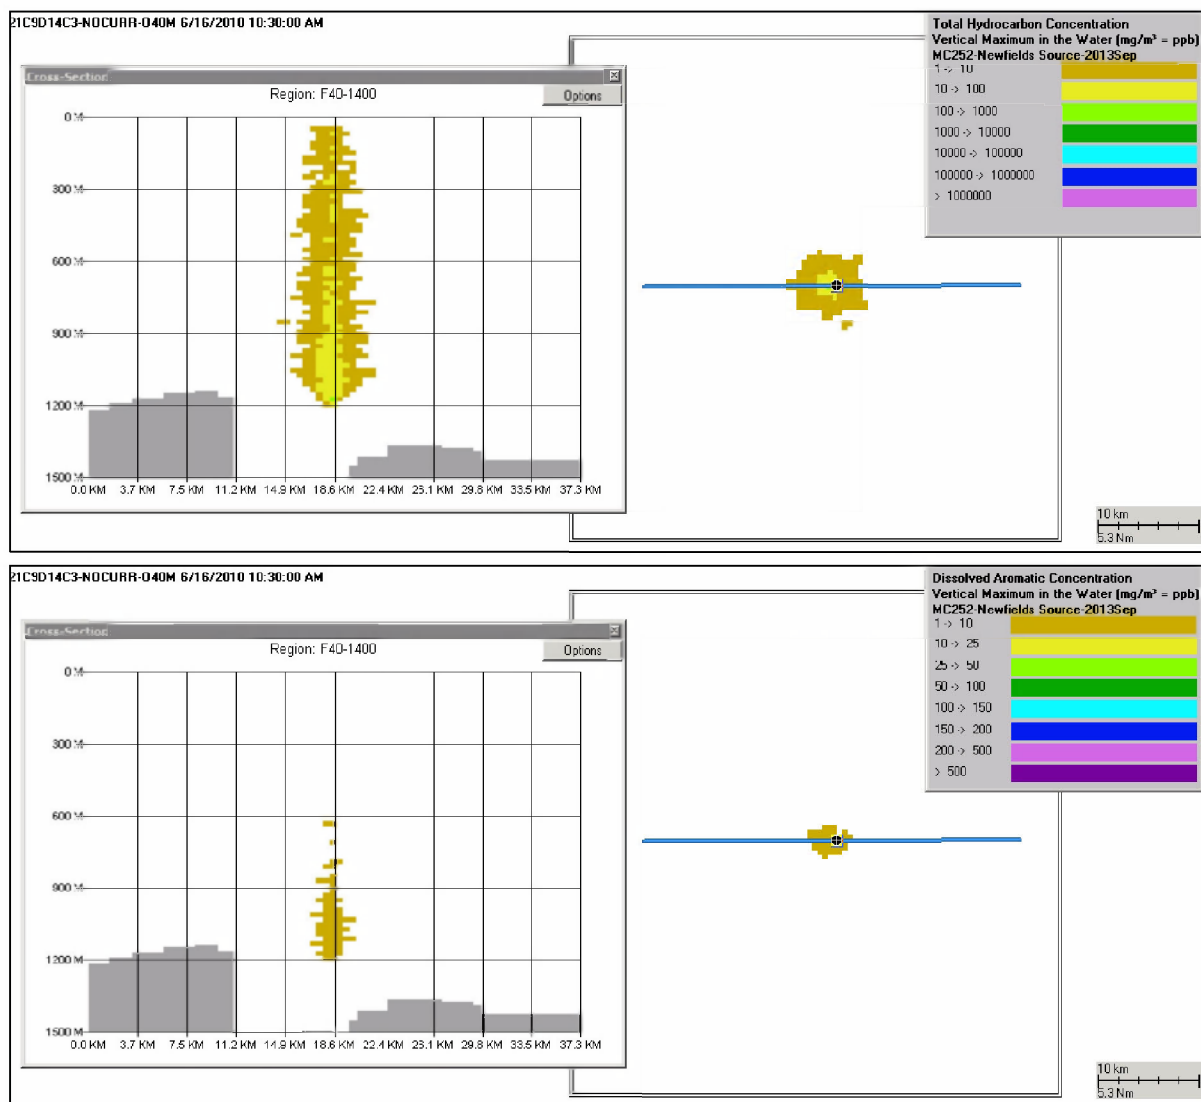 21C9D14C3-NOCURR-O40M 6/16/2010 10:30:00 AM
Total Hydrocarbon Concentration
Vertical Maximum in the Water (mg/m³ = ppb)
MC252-Newfields Source-2013Sep
1 -> 10
10 -> 100
100 -> 1000
1000 -> 10000
10000 -> 100000
100000 -> 1000000
> 1000000
Cross-Section
Region: F40-1400
Options
0 M
300 M
600 M
900 M
1200 M
1500 M
0.0 KM 3.7 KM 7.5 KM 11.2 KM 14.9 KM 18.6 KM 22.4 KM 26.1 KM 29.8 KM 33.5 KM 37.3 KM
10 km
5.3 Nm
21C9D14C3-NOCURR-O40M 6/16/2010 10:30:00 AM
Dissolved Aromatic Concentration
Vertical Maximum in the Water (mg/m³ = ppb)
MC252-Newfields Source-2013Sep
1 -> 10
10 -> 25
25 -> 50
50 -> 100
100 -> 150
150 -> 200
200 -> 500
> 500
Cross-Section
Region: F40-1400
Options
0 M
300 M
600 M
900 M
1200 M
1500 M
0.0 KM 3.7 KM 7.5 KM 11.2 KM 14.9 KM 18.6 KM 22.4 KM 26.1 KM 29.8 KM 33.5 KM 37.3 KM
10 km
5.3 Nm